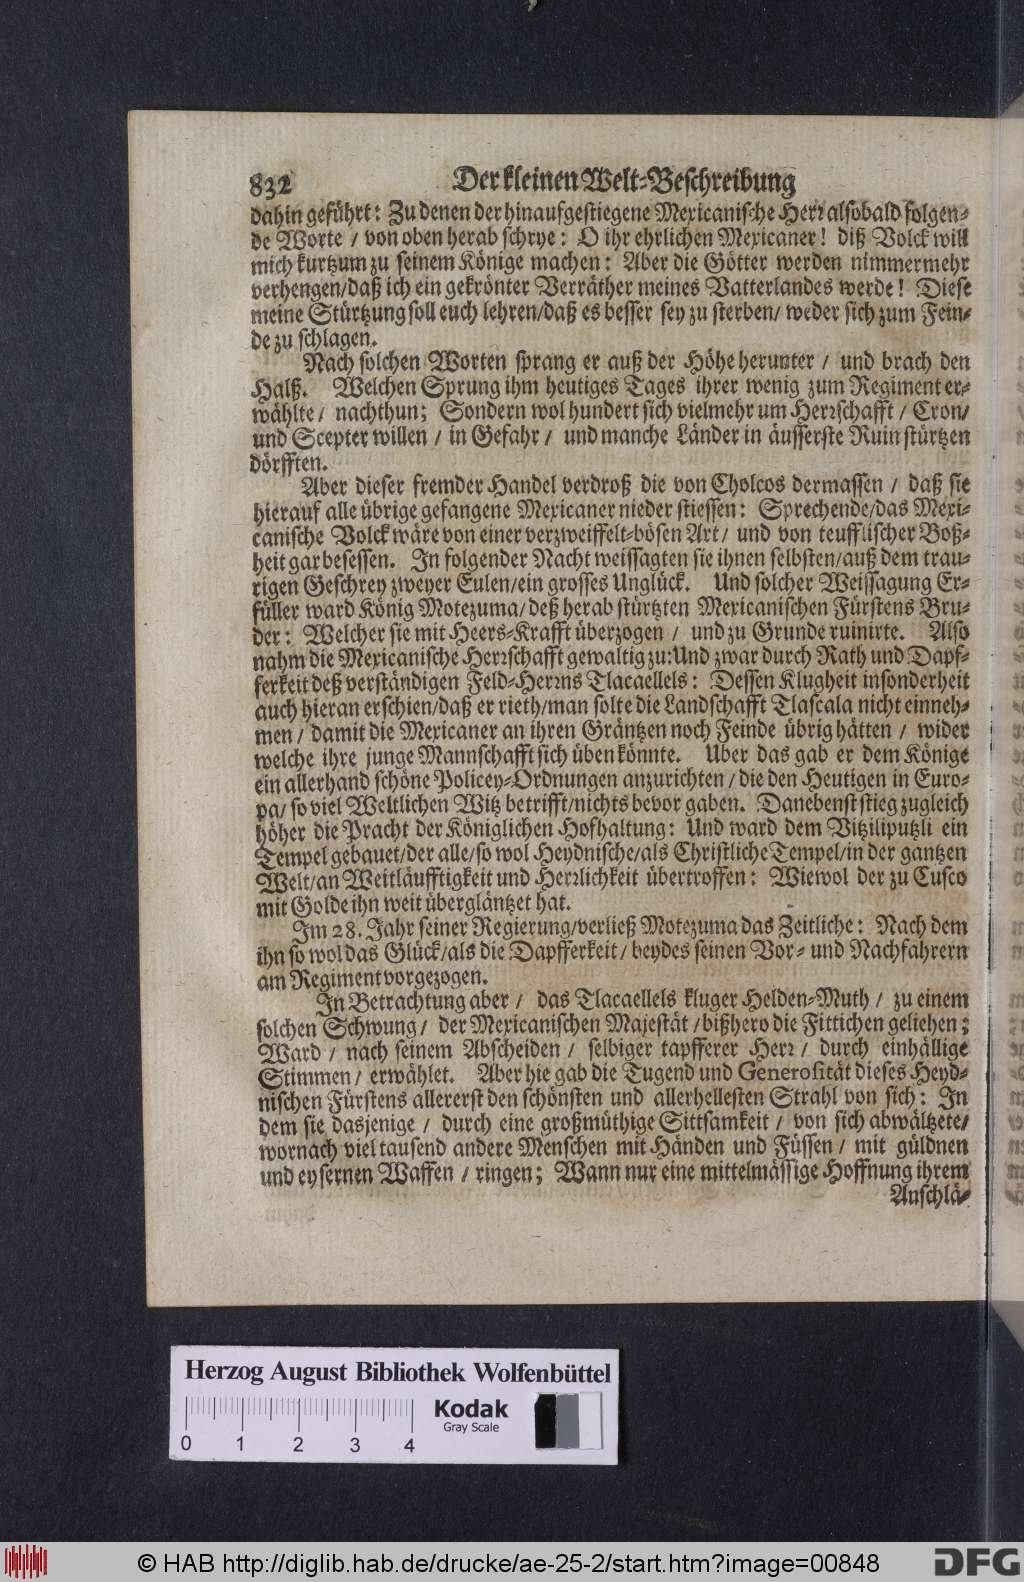 832 Der kleinen Welt-Beschreibung
dahin geführt: Zu denen der hinaufgestiegene Mexicanische Herr alsobald folgen-
de Worte / von oben herab schrye: O ihr ehrlichen Mexicaner! diß Volck will
mich kurtzum zu seinem Könige machen: Aber die Götter werden nimmermehr
verhengen/daß ich ein gekrönter Verräther meines Vatterlandes werde! Diese
meine Stürtzung soll euch lehren/daß es besser sey zu sterben/ weder sich zum Fein-
de zu schlagen.
Nach solchen Worten sprang er auß der Höhe herunter / und brach den
Halß. Welchen Sprung ihm heutiges Tages ihrer wenig zum Regiment er-
wählte / nachthun; Sondern wol hundert sich vielmehr um Herrschafft / Cron/
und Scepter willen / in Gefahr / und manche Länder in äusserste Ruin stürtzen
dörfften.
Aber dieser fremder Handel verdroß die von Cholcos dermassen / daß sie
hierauf alle übrige gefangene Mexicaner nieder stiessen: Sprechende/das Mexi-
canische Volck wäre von einer verzweiffelt-bösen Art / und von teufflischer Boß-
heit gar besessen. In folgender Nacht weissagten sie ihnen selbsten/auß dem trau-
rigen Geschrey zweyer Eulen/ein grosses Unglück. Und solcher Weissagung Er-
füller ward König Motezuma/deß herab stürtzten Mexicanischen Fürstens Bru-
der: Welcher sie mit Heers-Krafft überzogen / und zu Grunde ruinirte. Also
nahm die Mexicanische Herrschafft gewaltig zu: Und zwar durch Rath und Dapf-
ferkeit deß verständigen Feld-Herrns Tlacaellels: Dessen Klugheit insonderheit
auch hieran erschien/daß er rieth/man solte die Landschafft Tlascala nicht einneh-
men / damit die Mexicaner an ihren Gräntzen noch Feinde übrig hätten / wider
welche ihre junge Mannschafft sich üben könnte. Uber das gab er dem Könige
ein allerhand schöne Policey-Ordnungen anzurichten / die den Heutigen in Euro-
pa/so viel Weltlichen Witz betrifft/nichts bevor gaben. Danebenst stieg zugleich
höher die Pracht der Königlichen Hofhaltung: Und ward dem Vitziliputzli ein
Tempel gebauet/der alle/so wol Heydnische/als Christliche Tempel/in der gantzen
Welt/an Weitläufftigkeit und Herrlichkeit übertroffen: Wiewol der zu Cusco
mit Golde ihn weit übergläntzet hat.
Im 28. Jahr seiner Regierung/verließ Motezuma das Zeitliche: Nach dem
ihn so wol das Glück/als die Dapfferkeit / beydes seinen Vor- und Nachfahrern
am Regiment vorgezogen.
In Betrachtung aber / das Tlacaellels kluger Helden-Muth / zu einem
solchen Schwung / der Mexicanischen Majestät /bißhero die Fittichen geliehen;
Ward / nach seinem Abscheiden / selbiger tapfferer Herr / durch einhällige
Stimmen / erwählet. Aber hie gab die Tugend und Generosität dieses Heyd-
nischen Fürstens allererst den schönsten und allerhellesten Strahl von sich: In
dem sie dasjenige / durch eine großmüthige Sittsamkeit / von sich abwältzete/
wornach viel tausend andere Menschen mit Händen und Füssen / mit güldnen
und eysernen Waffen / ringen; Wann nur eine mittelmässige Hoffnung ihrem
Anschlä-
Herzog August Bibliothek Wolfenbüttel
Kodak
Gray Scale
0 1 2 3 4
© HAB http://diglib.hab.de/drucke/ae-25-2/start.htm?image=00848
DFG